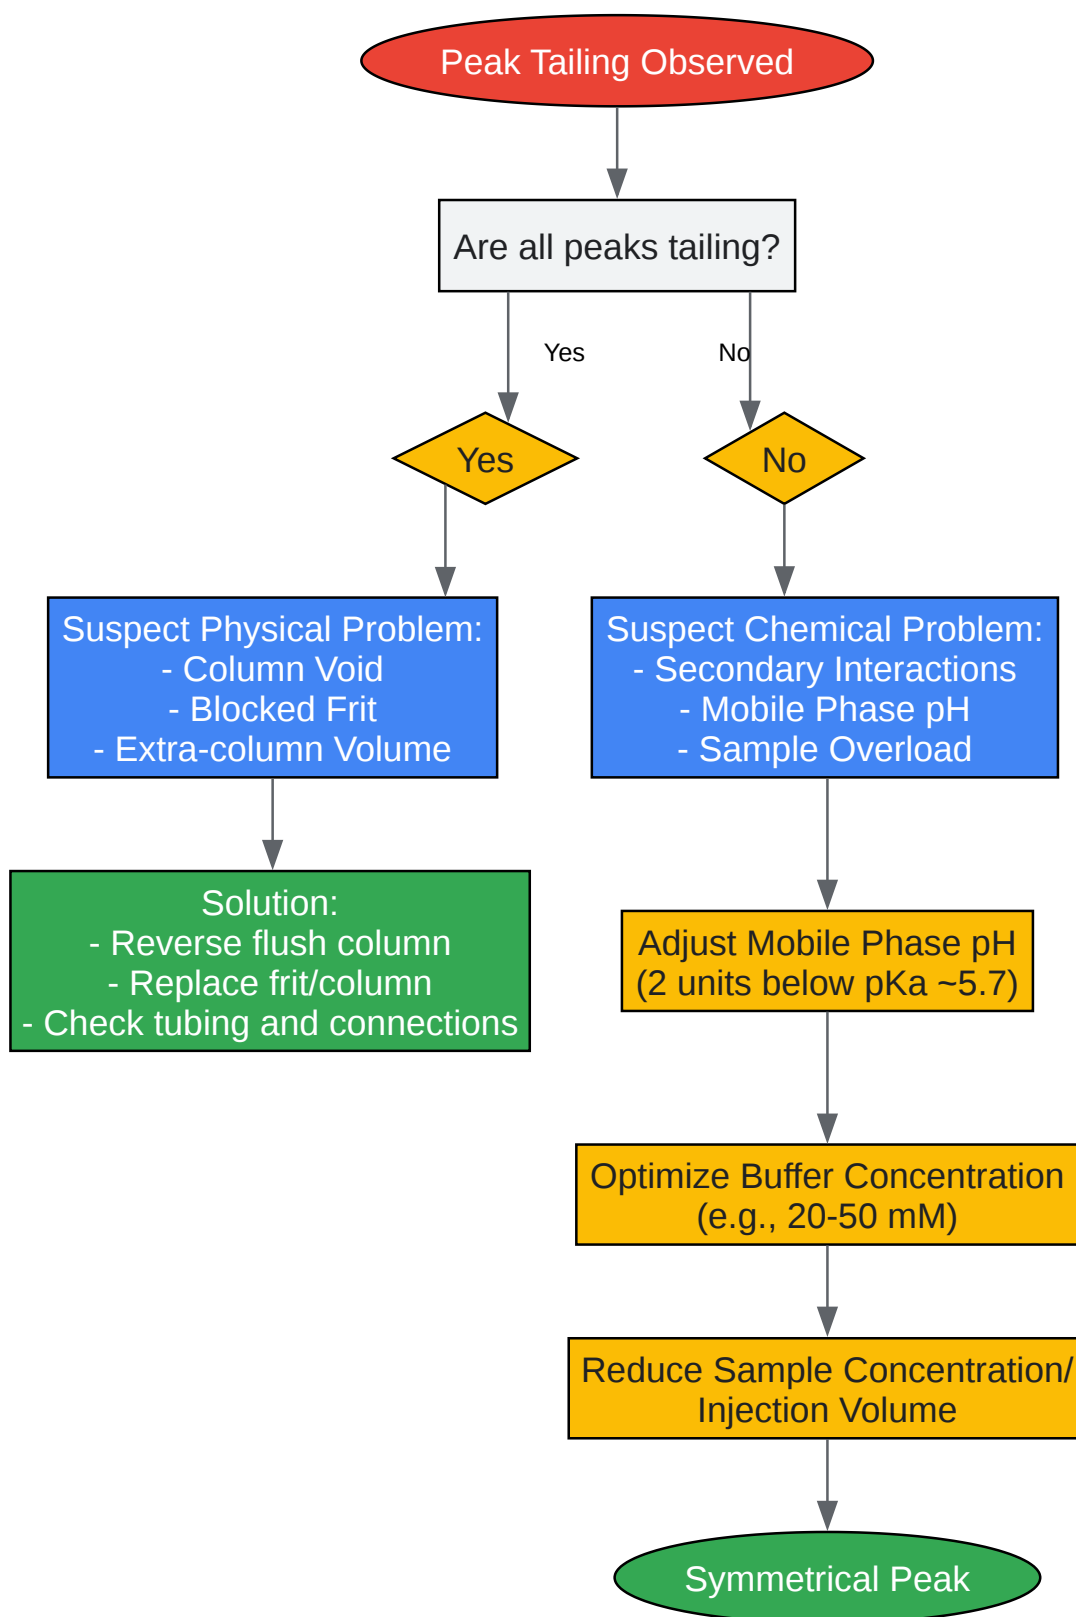 Peak Tailing Observed
Are all peaks tailing?
Yes
No
Yes
No
Suspect Physical Problem:
- Column Void
- Blocked Frit
- Extra-column Volume
Suspect Chemical Problem:
- Secondary Interactions
- Mobile Phase pH
- Sample Overload
Solution:
- Reverse flush column
- Replace frit/column
- Check tubing and connections
Adjust Mobile Phase pH
(2 units below pKa ~5.7)
Optimize Buffer Concentration
(e.g., 20-50 mM)
Reduce Sample Concentration/
Injection Volume
Symmetrical Peak